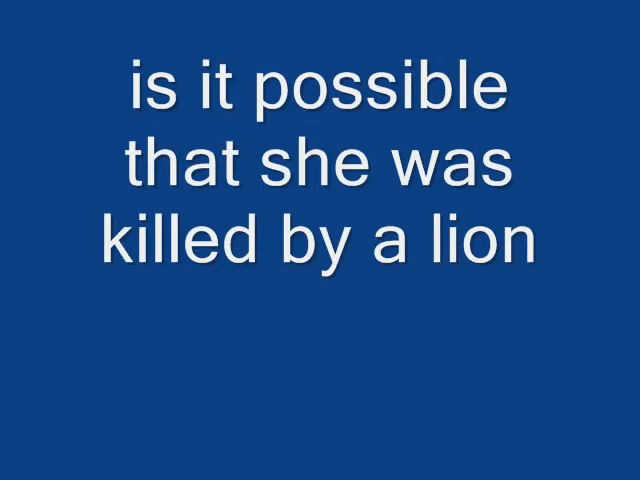 is it possible
that she was
killed by a lion